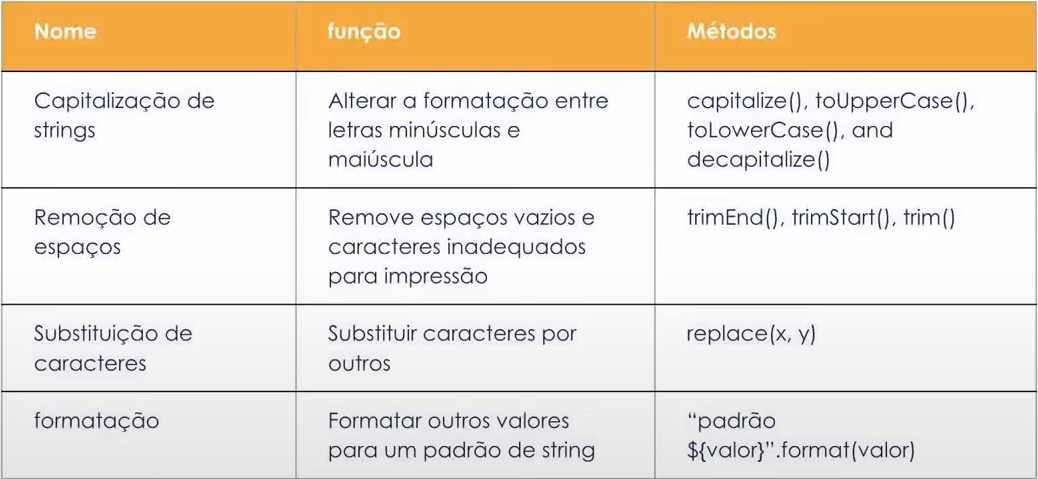 Nome
função
Métodos
Capitalização de
strings
Alterar a formatação entre
letras minúsculas e
maiúscula
capitalize(), toUpperCase(),
toLowerCase(), and
decapitalize()
Remoção de
espaços
Remove espaços vazios e
caracteres inadequados
para impressão
trimEnd(), trimStart(), trim()
Substituição de
caracteres
Substituir caracteres por
outros
replace(x, y)
formatação
Formatar outros valores
para um padrão de string
“padrão
${valor}”.format(valor)